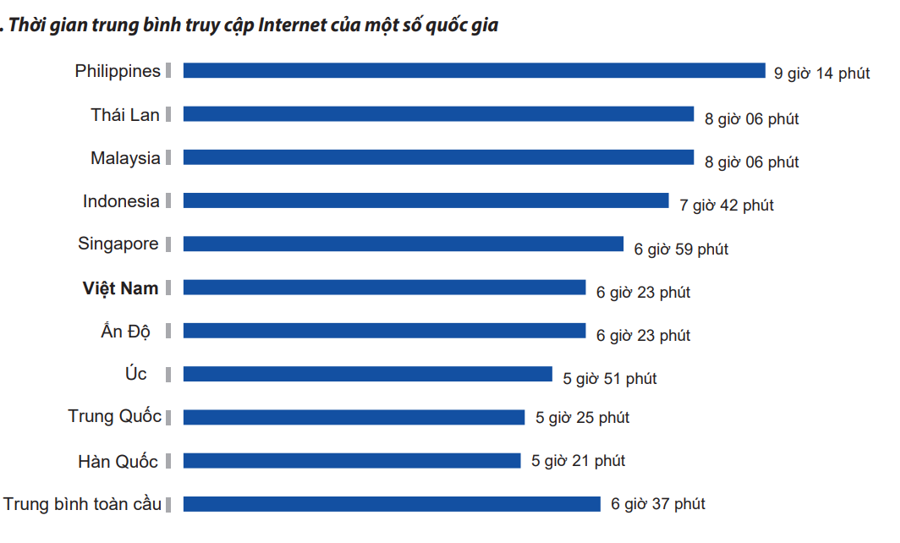 . Thời gian trung bình truy cập Internet của một số quốc gia
Philippines 9 giờ 14 phút
Thái Lan 8 giờ 06 phút
Malaysia 8 giờ 06 phút
Indonesia 7 giờ 42 phút
Singapore 6 giờ 59 phút
Việt Nam 6 giờ 23 phút
Ấn Độ 6 giờ 23 phút
Úc 5 giờ 51 phút
Trung Quốc 5 giờ 25 phút
Hàn Quốc 5 giờ 21 phút
Trung bình toàn cầu 6 giờ 37 phút